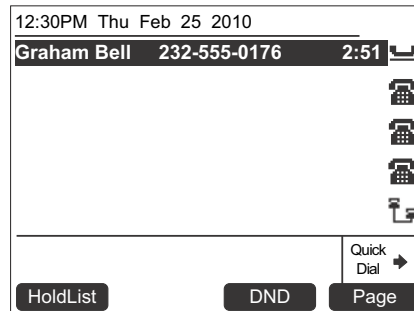 12:30PM Thu Feb 25 2010
Graham Bell 232-555-0176 2:51
Quick
Dial
HoldList DND Page